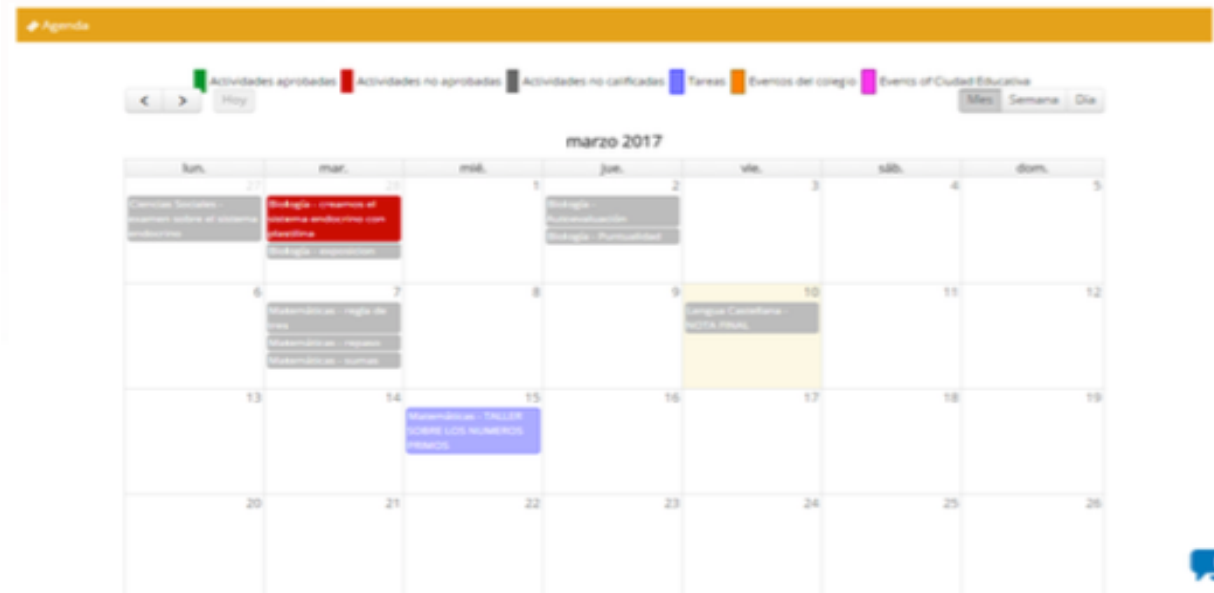 Agenda
Actividades aprobadas Actividades no aprobadas Actividades no calificadas Tareas Eventos del colegio Events of Ciudad Educativa
Hoy
Mes Semana Día
marzo 2017
lun. mar. mié. jue. vie. sáb. dom.
27 28 1 2 3 4 5
Ciencias Sociales -
examen sobre el sistema
endocrino
Biología - creamos el
sistema endocrino con
plastilina
Biología - exposicion
Biología -
Autoevaluación
Biología - Puntualidad
6 7 8 9 10 11 12
Matemáticas - regla de
tres
Matemáticas - repaso
Matemáticas - sumas
Lengua Castellana -
NOTA FINAL
13 14 15 16 17 18 19
Matemáticas - TALLER
SOBRE LOS NUMEROS
PRIMOS
20 21 22 23 24 25 26